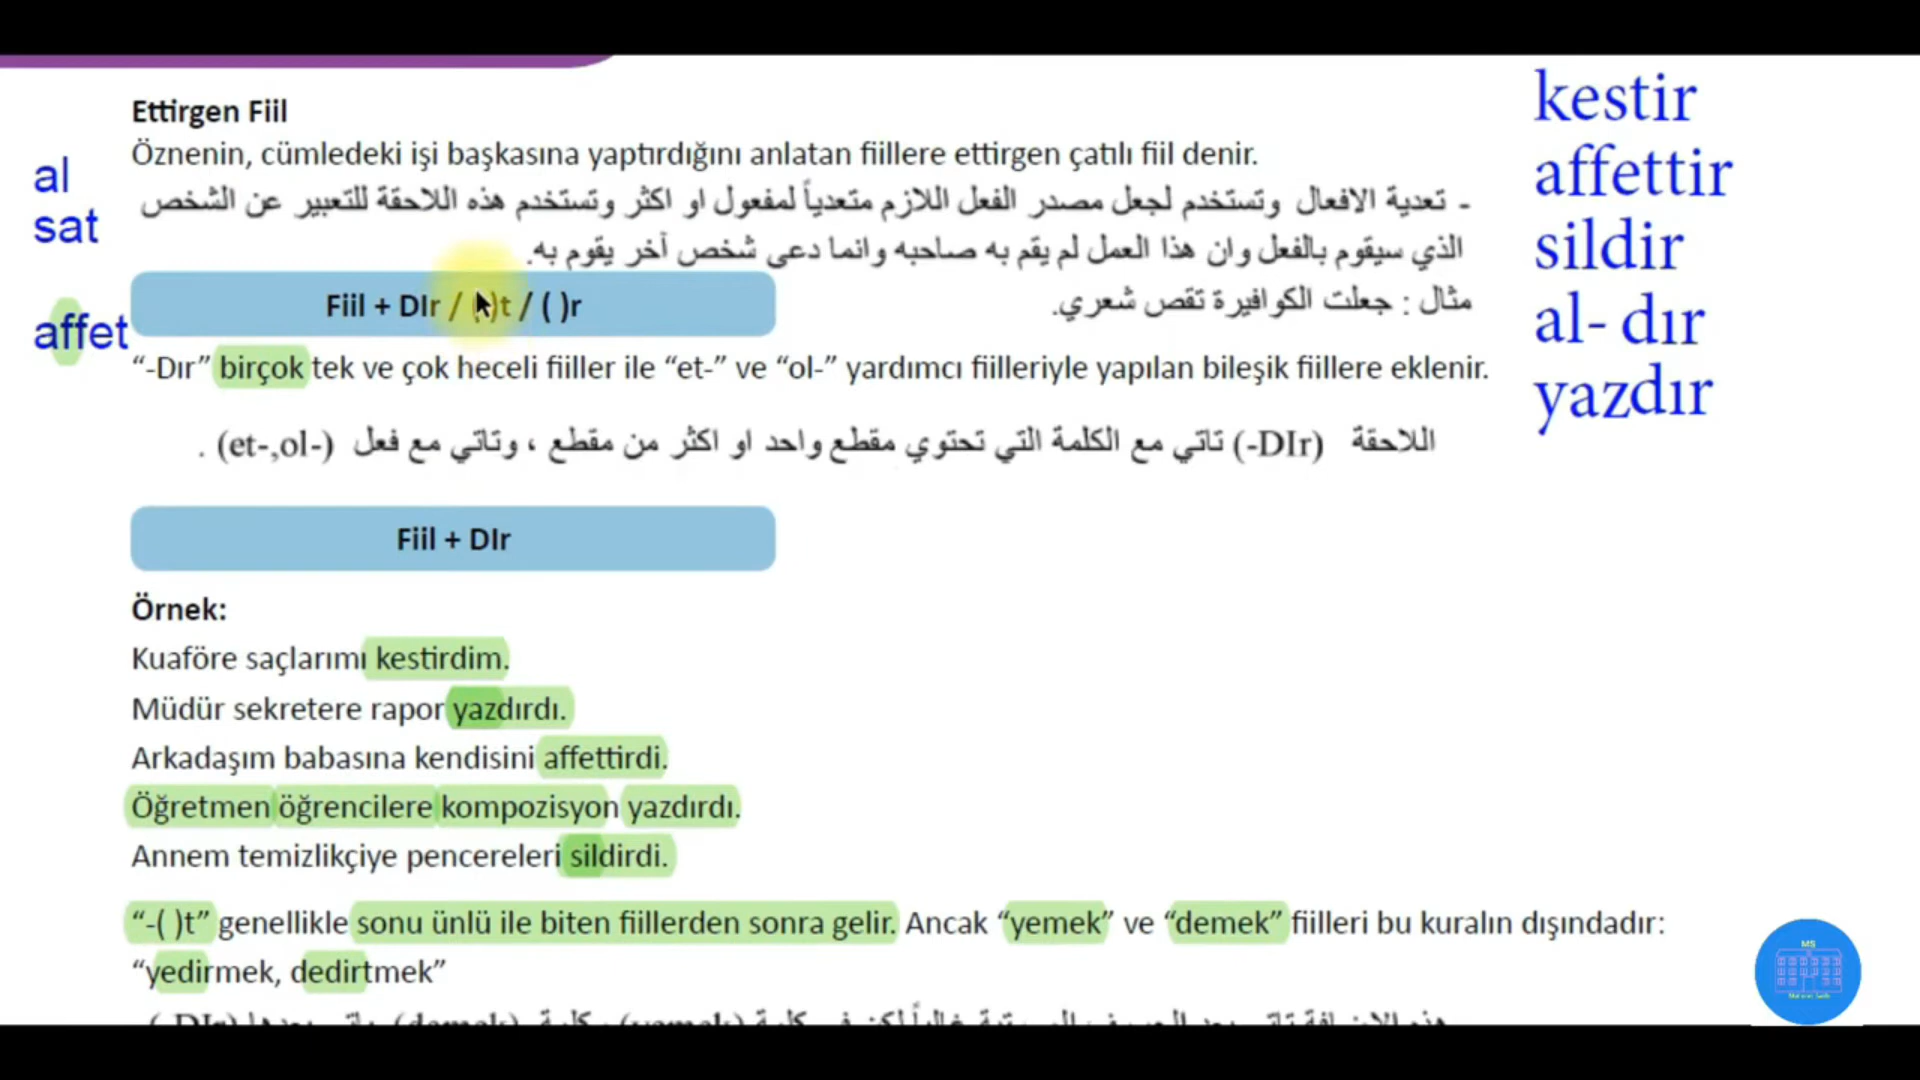 Ettirgen Fiil
Öznenin, cümledeki işi başkasına yaptırdığını anlatan fiillere ettirgen çatılı fiil denir.
- تعدية الافعال وتستخدم لجعل مصدر الفعل اللازم متعدياً لمفعول او اكثر وتستخدم هذه اللاحقة للتعبير عن الشخص
الذي سيقوم بالفعل وان هذا العمل لم يقم به صاحبه وانما دعى شخص آخر يقوم به.
Fiil + DIr / ( )t / ( )r
مثال : جعلت الكوافيرة تقص شعري.
"-Dır" birçok tek ve çok heceli fiiller ile "et-" ve "ol-" yardımcı fiilleriyle yapılan bileşik fiillere eklenir.
اللاحقة (-DIr) تاتي مع الكلمة التي تحتوي مقطع واحد او اكثر من مقطع ، وتاتي مع فعل (et-,ol-) .
Fiil + DIr
Örnek:
Kuaföre saçlarımı kestirdim.
Müdür sekretere rapor yazdırdı.
Arkadaşım babasına kendisini affettirdi.
Öğretmen öğrencilere kompozisyon yazdırdı.
Annem temizlikçiye pencereleri sildirdi.
"-( )t" genellikle sonu ünlü ile biten fiillerden sonra gelir. Ancak "yemek" ve "demek" fiilleri bu kuralın dışındadır:
"yedirmek, dedirtmek"
al
sat
affet
kestir
affettir
sildir
al- dır
yazdır
MS